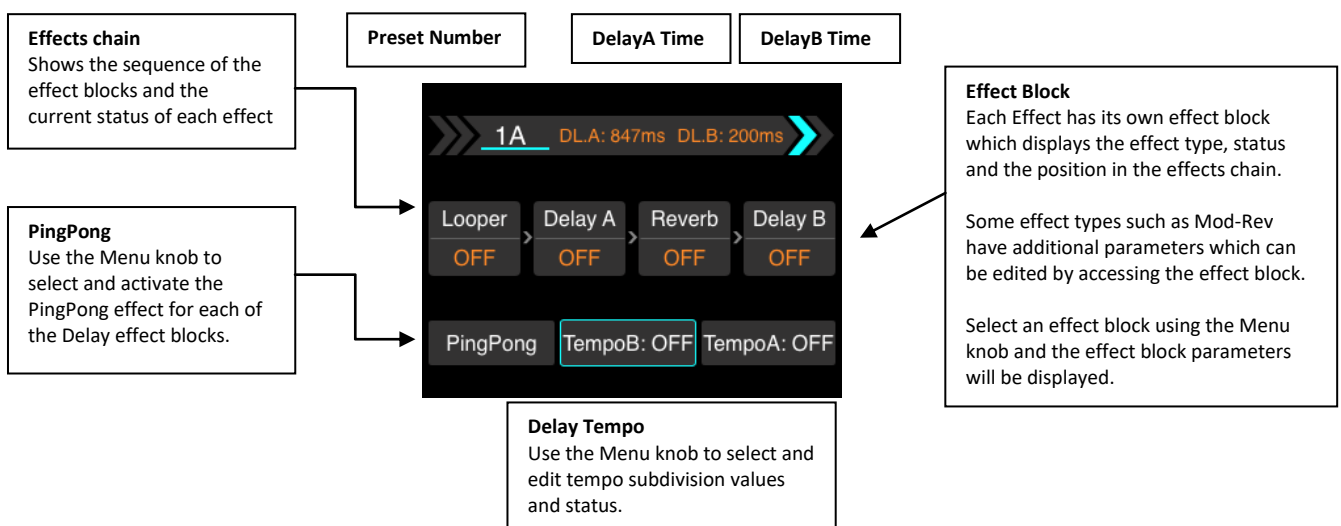 Effects chain
Shows the sequence of the
effect blocks and the
current status of each effect
Preset Number
DelayA Time
DelayB Time
1A
DL.A: 847ms DL.B: 200ms
Looper
OFF
Delay A
OFF
Reverb
OFF
Delay B
OFF
PingPong
TempoB: OFF
TempoA: OFF
Effect Block
Each Effect has its own effect block
which displays the effect type, status
and the position in the effects chain.
Some effect types such as Mod-Rev
have additional parameters which can
be edited by accessing the effect block.
Select an effect block using the Menu
knob and the effect block parameters
will be displayed.
PingPong
Use the Menu knob to
select and activate the
PingPong effect for each of
the Delay effect blocks.
Delay Tempo
Use the Menu knob to select and
edit tempo subdivision values
and status.